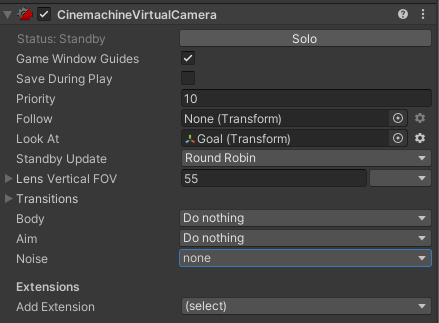 CinemachineVirtualCamera
Status: Standby Solo
Game Window Guides
Save During Play
Priority 10
Follow None (Transform)
Look At Goal (Transform)
Standby Update Round Robin
Lens Vertical FOV 55
Transitions
Body Do nothing
Aim Do nothing
Noise none
Extensions
Add Extension (select)